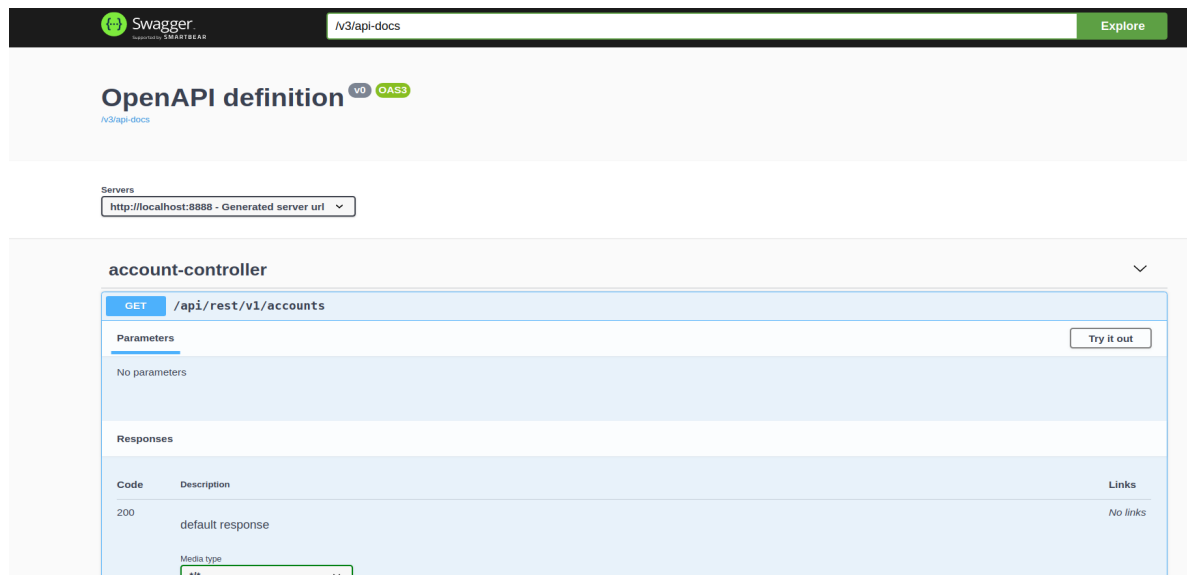 {···} Swagger.
Supported by SMARTBEAR
/v3/api-docs
Explore
OpenAPI definition v0 OAS3
/v3/api-docs
Servers
http://localhost:8888 - Generated server url
account-controller
GET /api/rest/v1/accounts
Parameters
Try it out
No parameters
Responses
Code Description Links
200 No links
default response
Media type